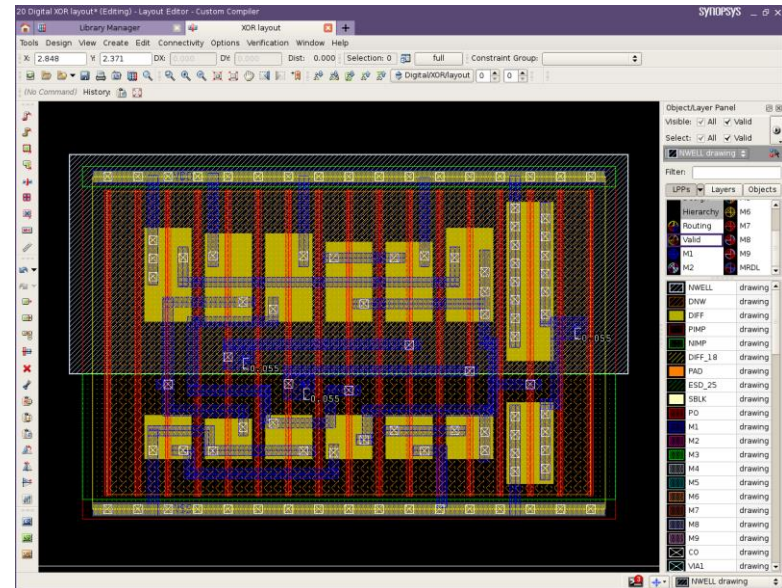 20 Digital XOR layout* (Editing) - Layout Editor - Custom Compiler
SYNOPSYS
Library Manager
XOR layout
Tools Design View Create Edit Connectivity Options Verification Window Help
X: 2.848 Y: 2.371 DX: 0.000 DY: 0.000 Dist: 0.000 Selection: 0 full Constraint Group:
Digital/XOR/layout 0 0
(No Command) History:
Object/Layer Panel
Visible: All Valid
Select: All Valid
NWELL drawing
Filter:
LPPs Layers Objects
Hierarchy M6
Routing M7
Valid M8
M1 M9
M2 MRDL
NWELL drawing
DNW drawing
DIFF drawing
PIMP drawing
NIMP drawing
DIFF_18 drawing
PAD drawing
ESD_25 drawing
SBLK drawing
PO drawing
M1 drawing
M2 drawing
M3 drawing
M4 drawing
M5 drawing
M6 drawing
M7 drawing
M8 drawing
M9 drawing
CO drawing
VIA1 drawing
0.055
0.055
0.055
NWELL drawing